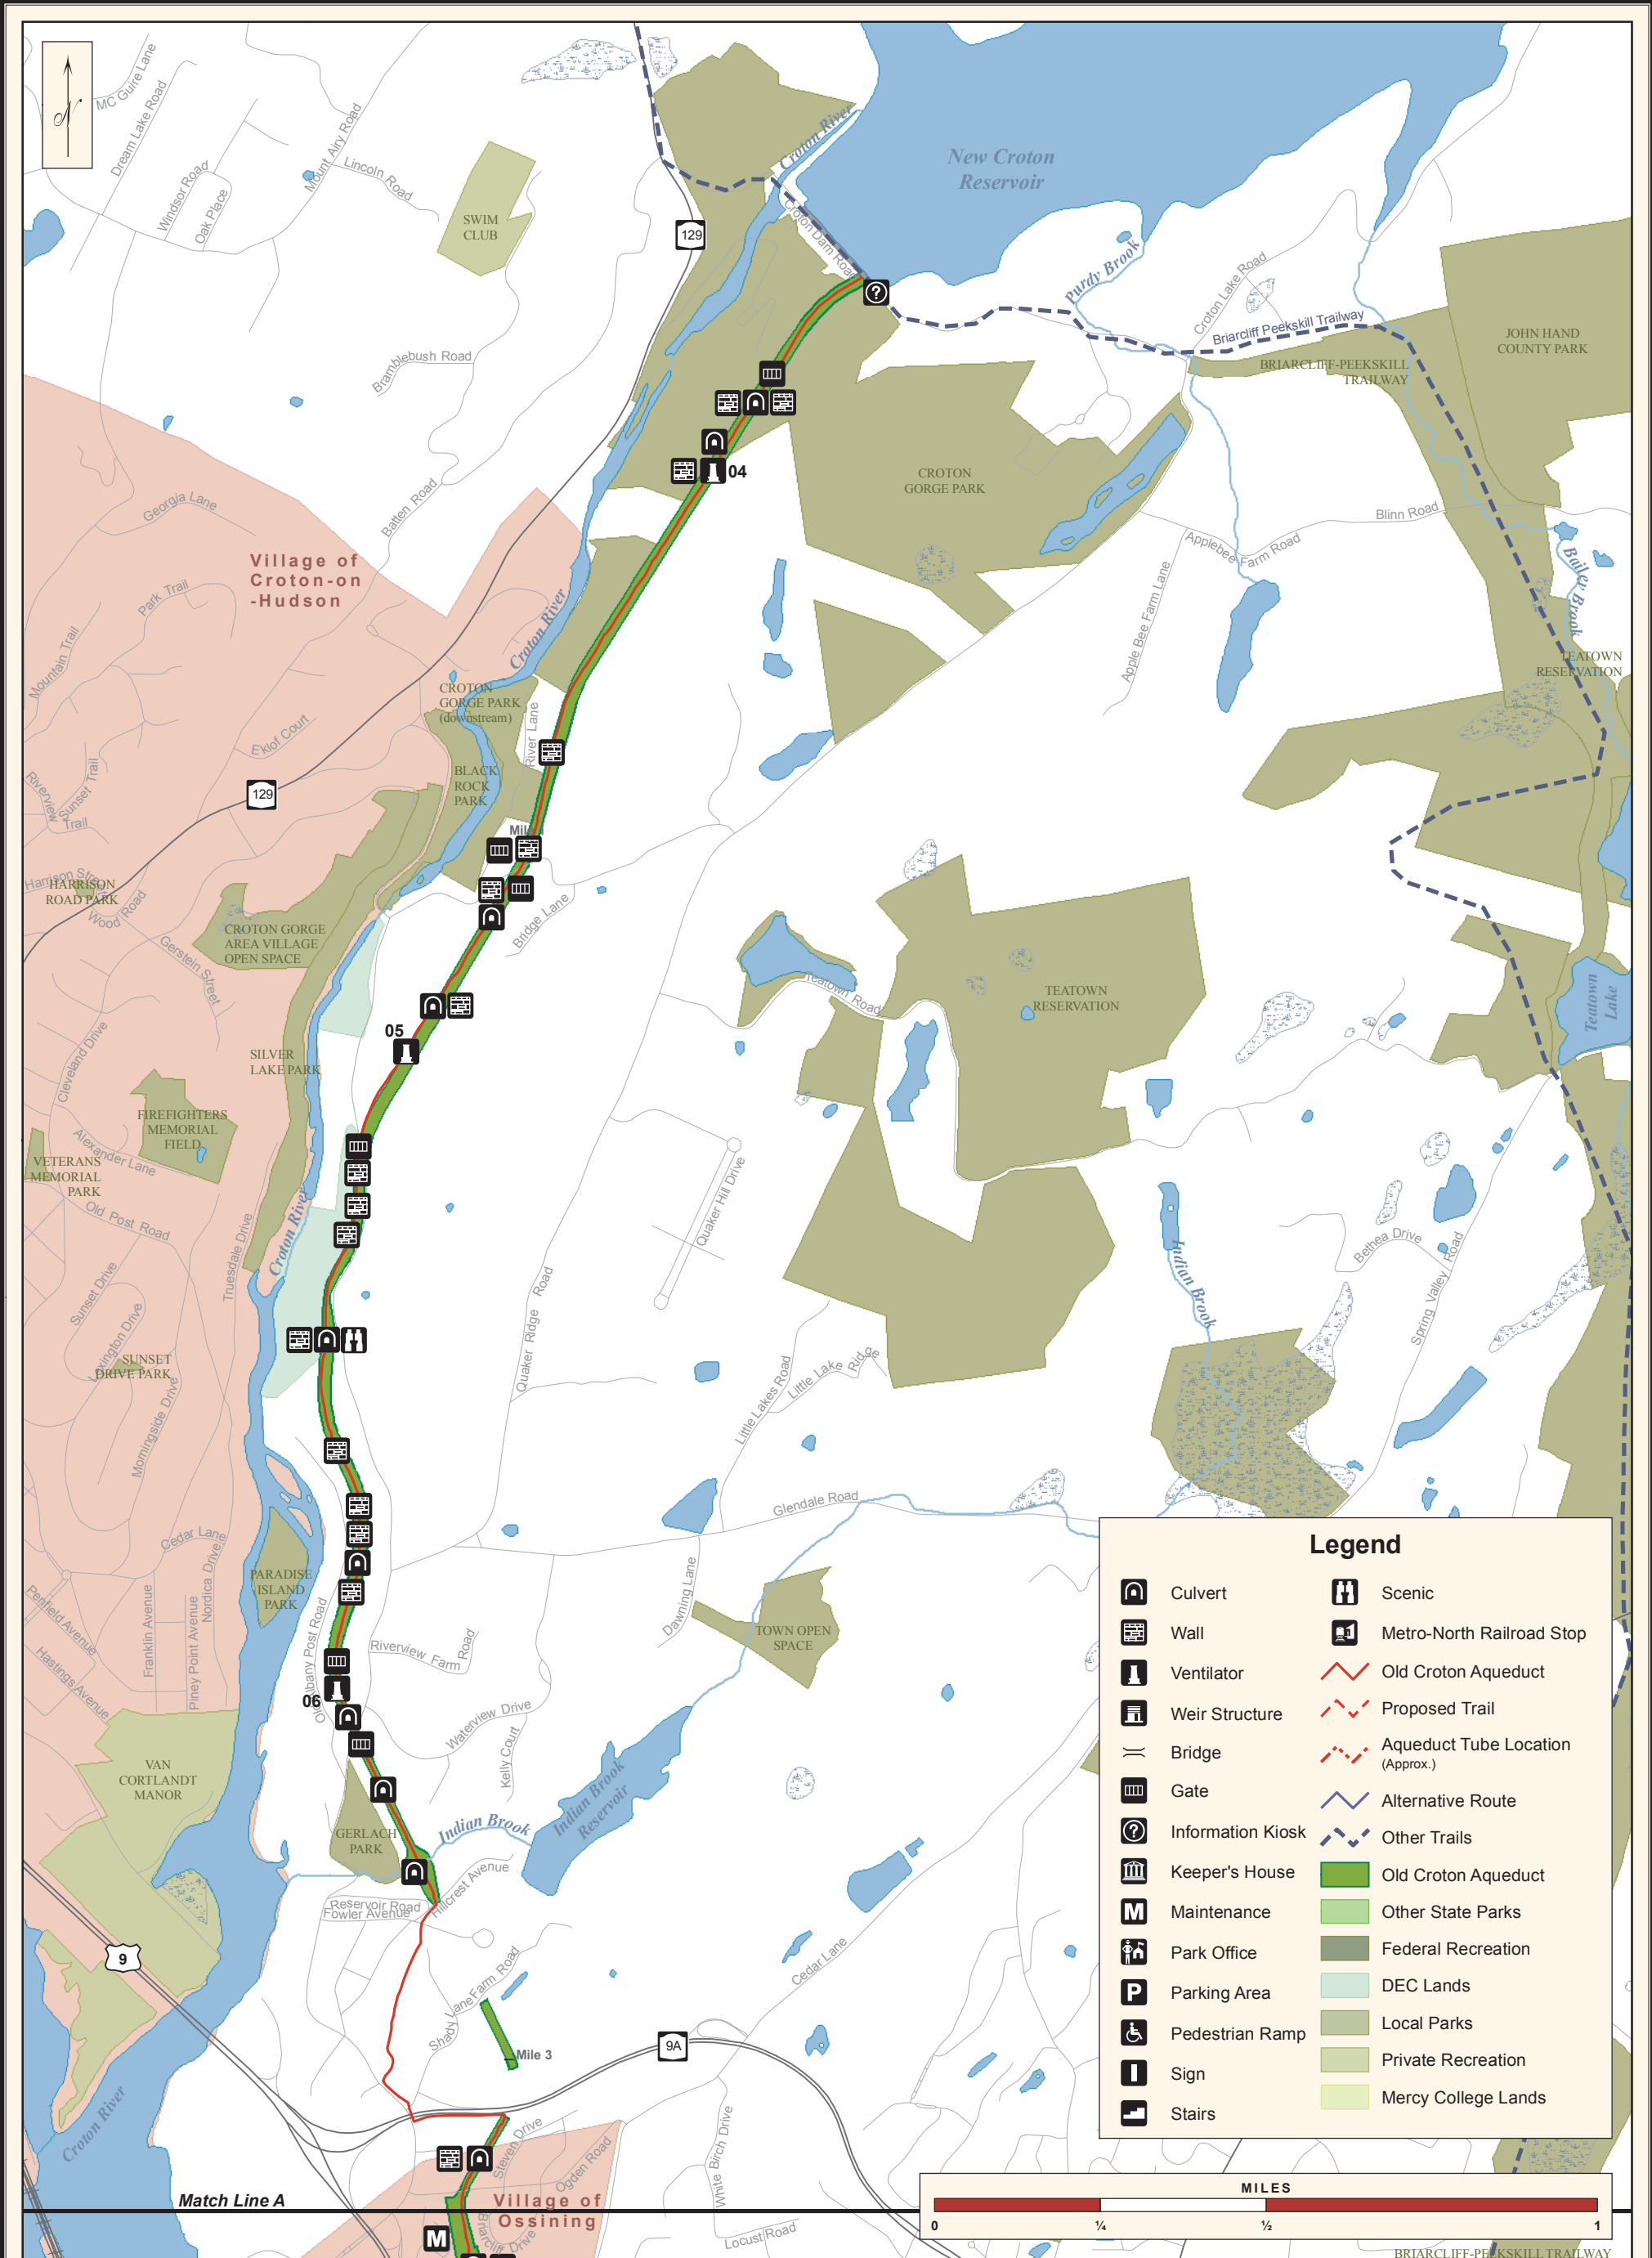 N
MC Guire Lane
Dream Lake Road
Mount Airy Road
Lincoln Road
Windsor Road
Oak Place
SWIM
CLUB
129
Croton River
New Croton
Reservoir
Croton Dam Road
?
Purdy Brook
Croton Lake Road
Briarcliff Peekskill Trailway
BRIARCLIFF-PEEKSKILL
TRAILWAY
JOHN HAND
COUNTY PARK
Bramblebush Road
04
CROTON
GORGE PARK
Batten Road
Georgia Lane
Blinn Road
Applebee Farm Road
Apple Bee Farm Lane
Bailey Brook
Village of
Croton-on
-Hudson
Park Trail
Mountain Trail
Croton River
TEATOWN
RESERVATION
CROTON
GORGE PARK
(downstream)
River Lane
Eklof Court
Riverview
Trail
Sunset Trail
129
BLACK
ROCK
PARK
Harrison Street
HARRISON
ROAD PARK
Wood Road
Gerstein Street
CROTON GORGE
AREA VILLAGE
OPEN SPACE
Bridge Lane
Teatown Road
TEATOWN
RESERVATION
Teatown
Lake
05
SILVER
LAKE PARK
Cleveland Drive
FIREFIGHTERS
MEMORIAL
FIELD
Alexander Lane
VETERANS
MEMORIAL
PARK
Old Post Road
Truesdale Drive
Croton River
Quaker Hill Drive
Quaker Ridge Road
Indian Brook
Bethea Drive
Spring Valley Road
Sunset Drive
SUNSET
DRIVE PARK
Morningside Drive
Little Lakes Road
Little Lake Ridge
Glendale Road
Cedar Lane
Nordica Drive
PARADISE
ISLAND
PARK
Penfield Avenue
Franklin Avenue
Piney Point Avenue
Hastings Avenue
Riverview Farm Road
Dawning Lane
TOWN OPEN
SPACE
06
Waterview Drive
Kelly Court
VAN
CORTLANDT
MANOR
GERLACH
PARK
Indian Brook
Indian Brook
Reservoir
Hillcrest Avenue
Reservoir Road
Fowler Avenue
9
Shady Lane Farm Road
Cedar Lane
Mile 3
9A
Croton River
Steven Drive
Ogden Road
White Birch Drive
Match Line A
Village of
Ossining
M
Briarcliff Drive
Locust Road
Legend
Culvert
Wall
Ventilator
Weir Structure
Bridge
Gate
? Information Kiosk
Keeper's House
M Maintenance
Park Office
P Parking Area
Pedestrian Ramp
Sign
Stairs
Scenic
Metro-North Railroad Stop
Old Croton Aqueduct
Proposed Trail
Aqueduct Tube Location
(Approx.)
Alternative Route
Other Trails
Old Croton Aqueduct
Other State Parks
Federal Recreation
DEC Lands
Local Parks
Private Recreation
Mercy College Lands
MILES
0 ¼ ½ 1
BRIARCLIFF-PEEKSKILL TRAILWAY